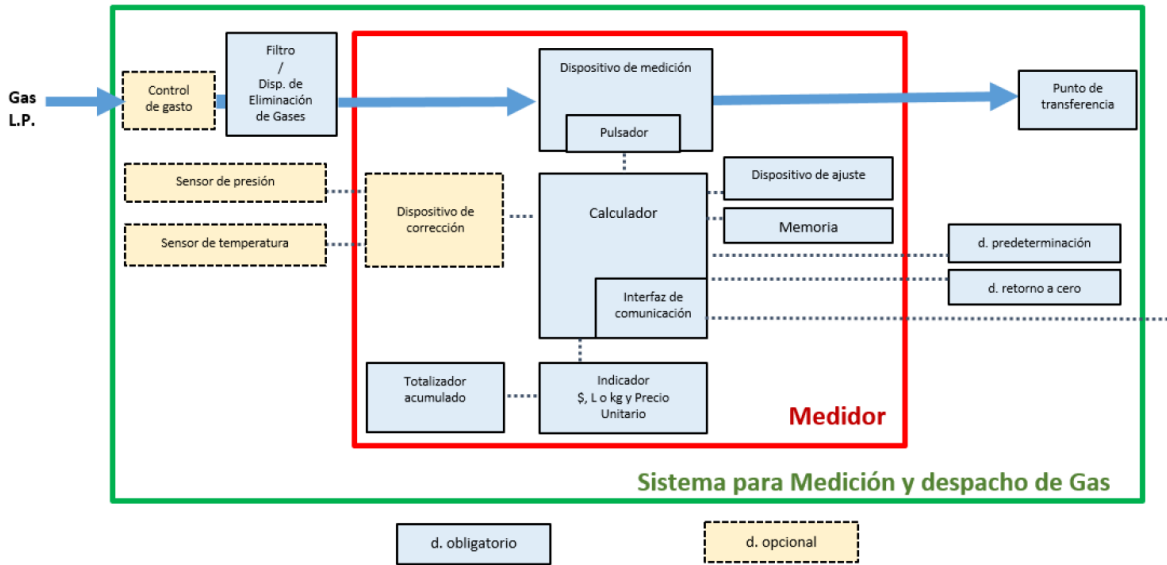 Gas
L.P.
Control
de gasto
Filtro
/
Disp. de
Eliminación
de Gases
Dispositivo de medición
Pulsador
Punto de
transferencia
Sensor de presión
Sensor de temperatura
Dispositivo de
corrección
Calculador
Interfaz de
comunicación
Dispositivo de ajuste
Memoria
d. predeterminación
d. retorno a cero
Totalizador
acumulado
Indicador
$, L o kg y Precio
Unitario
Medidor
Sistema para Medición y despacho de Gas
d. obligatorio
d. opcional